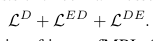 ℒ^D + ℒ^{ED} + ℒ^{DE}.